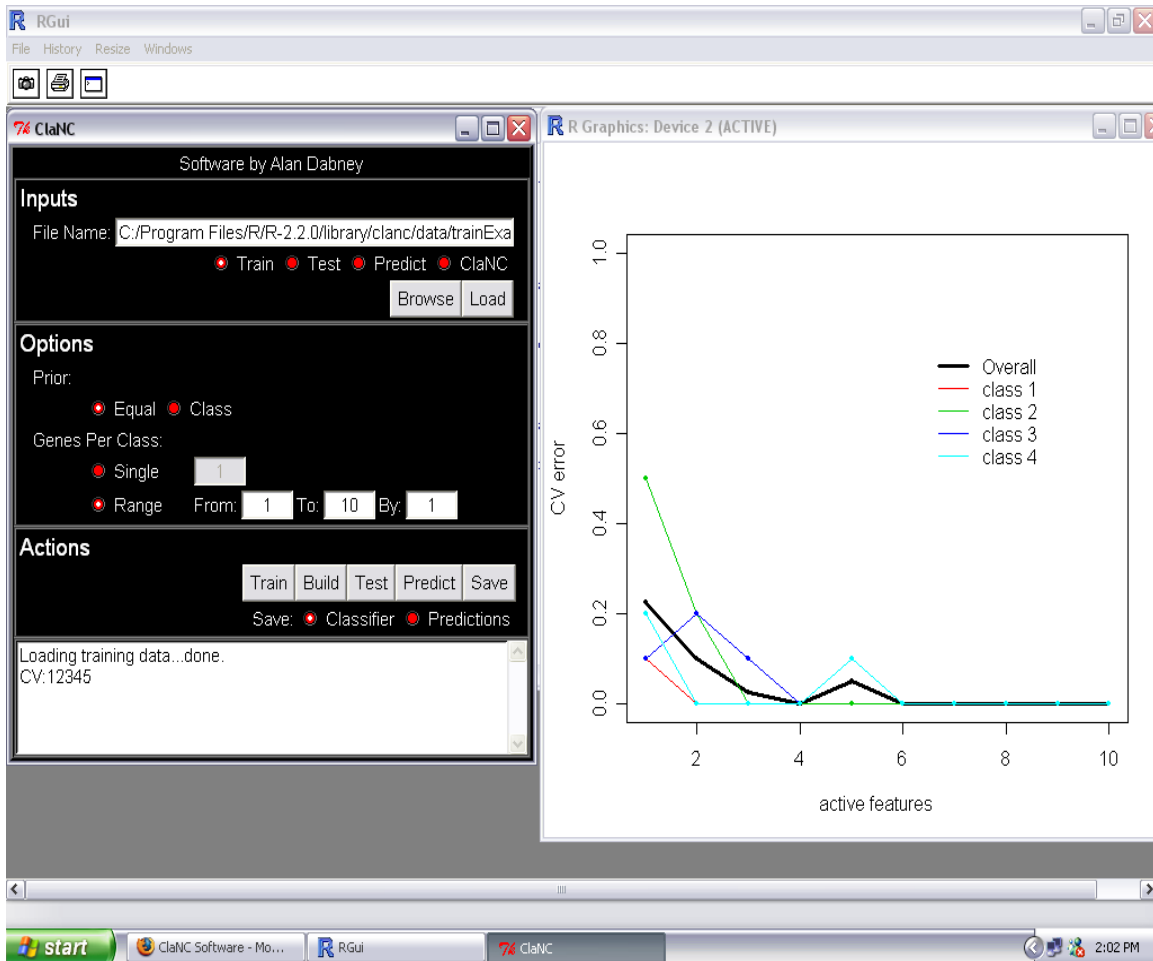 RGui
File History Resize Windows
ClaNC
Software by Alan Dabney
Inputs
File Name: C:/Program Files/R/R-2.2.0/library/clanc/data/trainExa
Train Test Predict ClaNC
Browse Load
Options
Prior:
Equal Class
Genes Per Class:
Single 1
Range From: 1 To: 10 By: 1
Actions
Train Build Test Predict Save
Save: Classifier Predictions
Loading training data...done.
CV:12345
R Graphics: Device 2 (ACTIVE)
1.0
0.8
0.6
0.4
0.2
0.0
CV error
Overall
class 1
class 2
class 3
class 4
2 4 6 8 10
active features
start
ClaNC Software - Mo...
RGui
ClaNC
2:02 PM